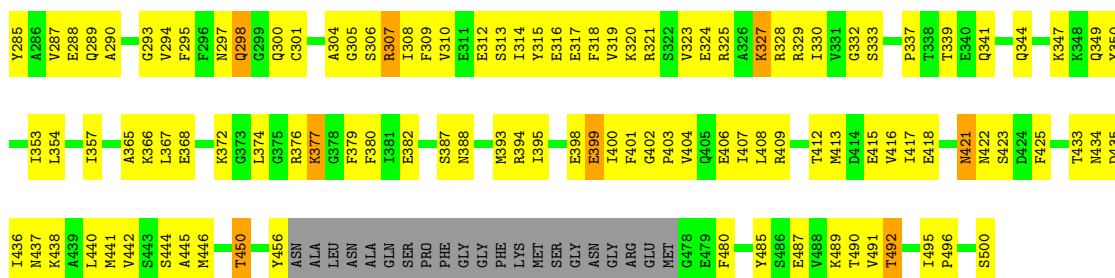 Y285 A286 V287 E288 Q289 A290 G293 V294 F295 F296 N297 Q298 G299 Q300 C301 A304 G305 S306 R307 I308 F309 V310 E311 E312 S313 I314 Y315 E316 E317 F318 V319 K320 R321 S322 V323 E324 R325 A326 K327 R328 R329 I330 V331 G332 S333 P337 T338 T339 E340 Q341 Q344 K347 K348 Q349
I353 L354 I357 A365 K366 L367 E368 K372 G373 L374 G375 R376 K377 G378 F379 F380 I381 E382 S387 N388 M393 R394 I395 E398 E399 I400 F401 G402 P403 V404 Q405 E406 I407 L408 R409 T412 M413 D414 E415 V416 I417 E418 N421 N422 S423 D424 F425 T433 N434 D435
I436 N437 K438 A439 L440 M441 V442 S443 S444 A445 M446 T450 Y456 ASN ALA LEU ASN ALA GLN SER PRO PHE GLY GLY PHE LYS MET SER GLY ASN GLY ARG GLU MET G478 E479 F480 Y485 S486 E487 V488 K489 T490 V491 T492 I495 P496 S500